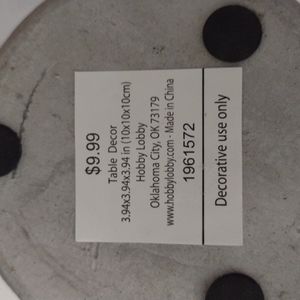 $9.99
Table Decor
3.94x3.94x3.94 in (10x10x10cm)
Hobby Lobby
Oklahoma City, OK 73179
www.hobbylobby.com - Made in China
1961572
Decorative use only